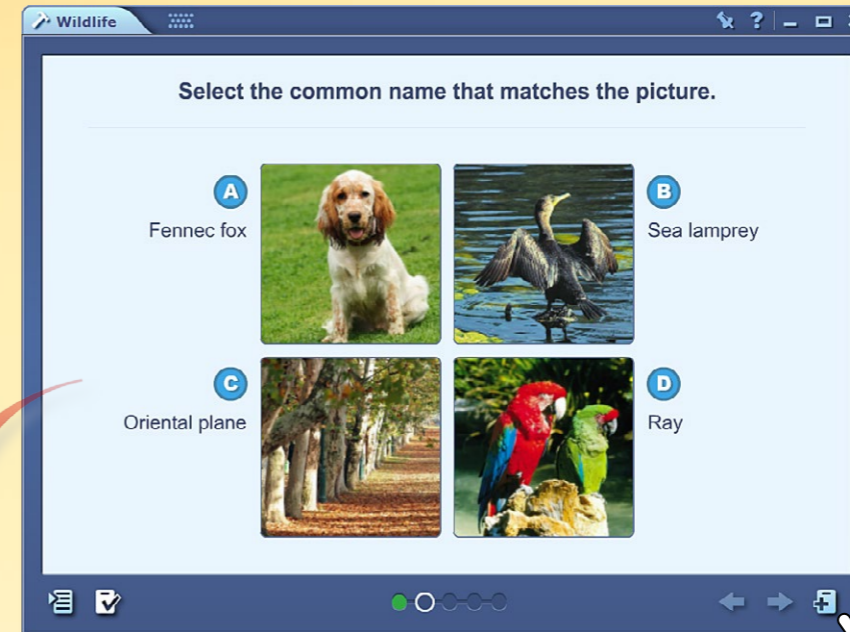 Wildlife
?
Select the common name that matches the picture.
A
Fennec fox
B
Sea lamprey
C
Oriental plane
D
Ray